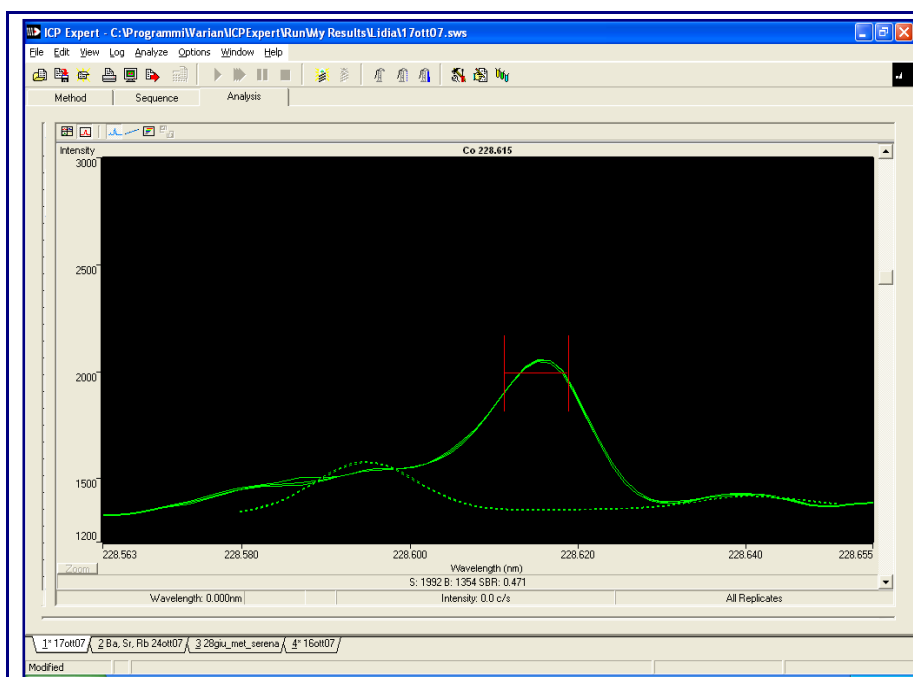 ICP Expert - C:\Programmi\Varian\ICPExpert\Run\My Results\Lidia\17ott07.sws
File Edit View Log Analyze Options Window Help
Method Sequence Analysis
Intensity Co 228.615
3000
2500
2000
1500
1200
228.563 228.580 228.600 228.620 228.640 228.655
Zoom Wavelength (nm)
S: 1992 B: 1354 SBR: 0.471
Wavelength: 0.000nm Intensity: 0.0 c/s All Replicates
1* 17ott07 2 Ba, Sr, Rb 24ott07 3 28giu_met_serena 4* 16ott07
Modified